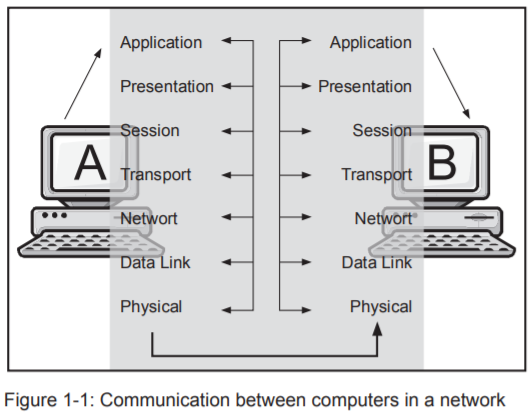 Application Application
Presentation Presentation
Session Session
A B
Transport Transport
Networt Networt
Data Link Data Link
Physical Physical
Figure 1-1: Communication between computers in a network